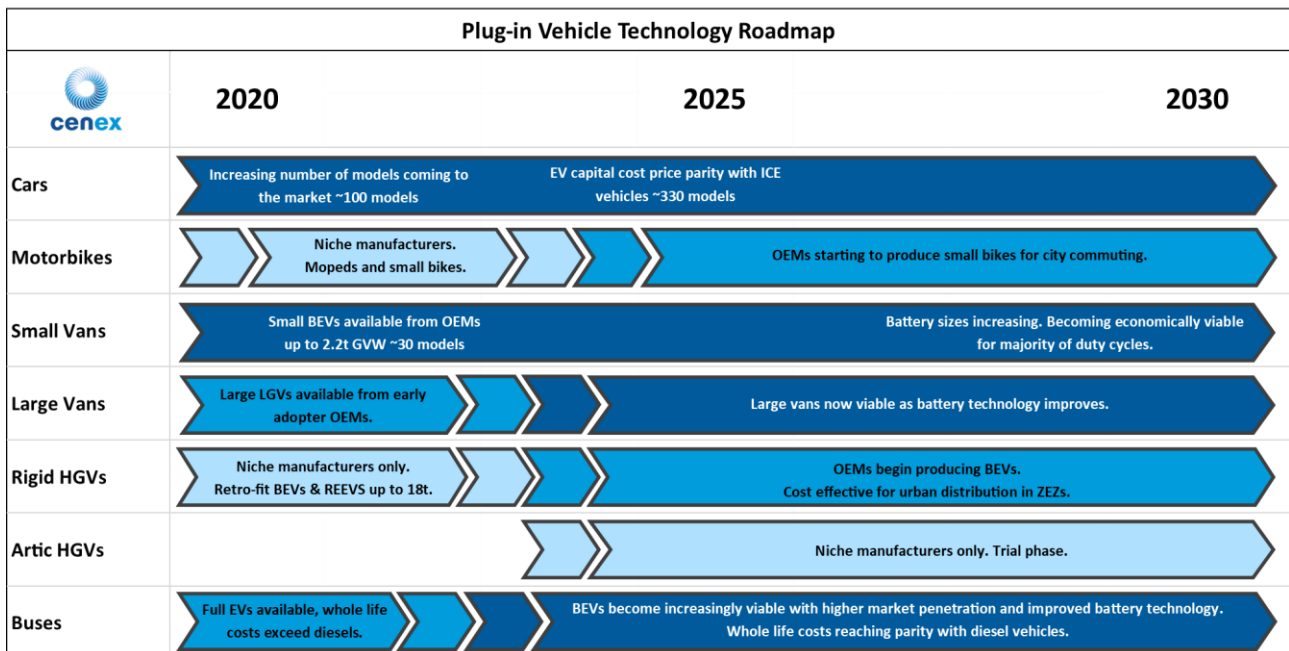 Plug-in Vehicle Technology Roadmap
cenex
2020
2025
2030
Cars
Increasing number of models coming to
the market ~100 models
EV capital cost price parity with ICE
vehicles ~330 models
Motorbikes
Niche manufacturers.
Mopeds and small bikes.
OEMs starting to produce small bikes for city commuting.
Small Vans
Small BEVs available from OEMs
up to 2.2t GVW ~30 models
Battery sizes increasing. Becoming economically viable
for majority of duty cycles.
Large Vans
Large LGVs available from early
adopter OEMs.
Large vans now viable as battery technology improves.
Rigid HGVs
Niche manufacturers only.
Retro-fit BEVs & REEVS up to 18t.
OEMs begin producing BEVs.
Cost effective for urban distribution in ZEZs.
Artic HGVs
Niche manufacturers only. Trial phase.
Buses
Full EVs available, whole life
costs exceed diesels.
BEVs become increasingly viable with higher market penetration and improved battery technology.
Whole life costs reaching parity with diesel vehicles.